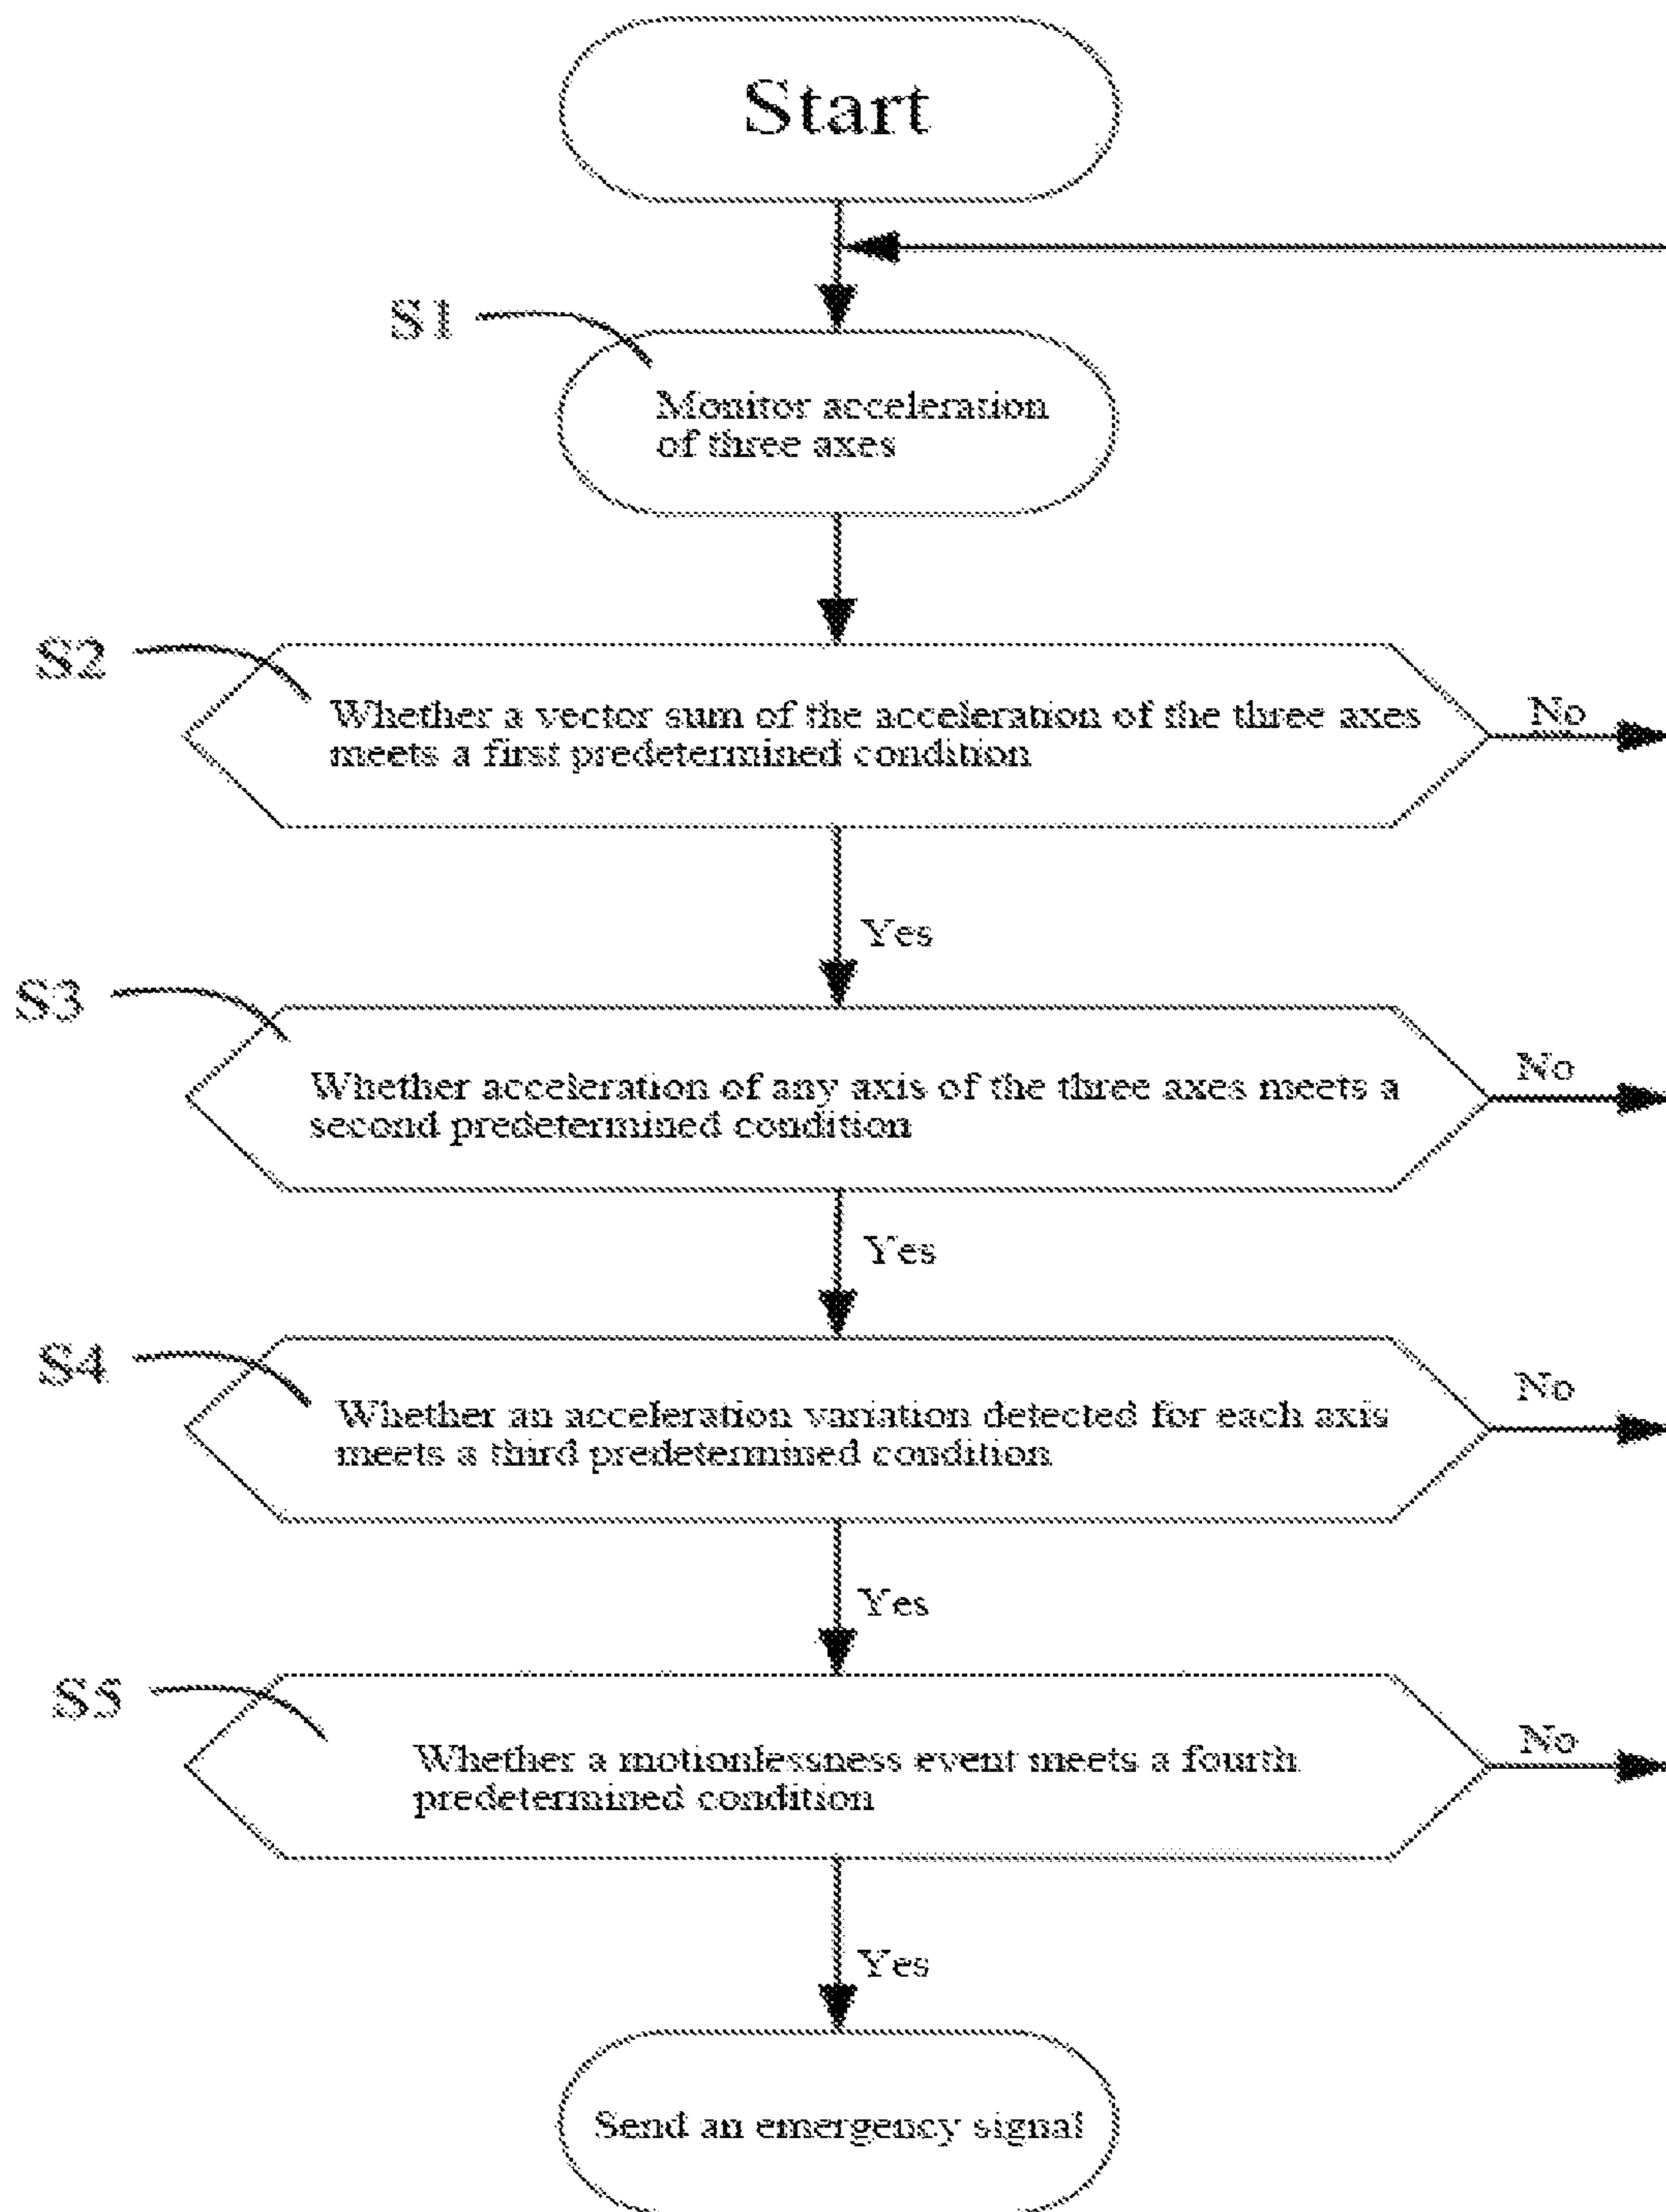 Start
S1
Monitor acceleration
of three axes
S2
Whether a vector sum of the acceleration of the three axes
meets a first predetermined condition
No
Yes
S3
Whether acceleration of any axis of the three axes meets a
second predetermined condition
No
Yes
S4
Whether an acceleration variation detected for each axis
meets a third predetermined condition
No
Yes
S5
Whether a motionlessness event meets a fourth
predetermined condition
No
Yes
Send an emergency signal